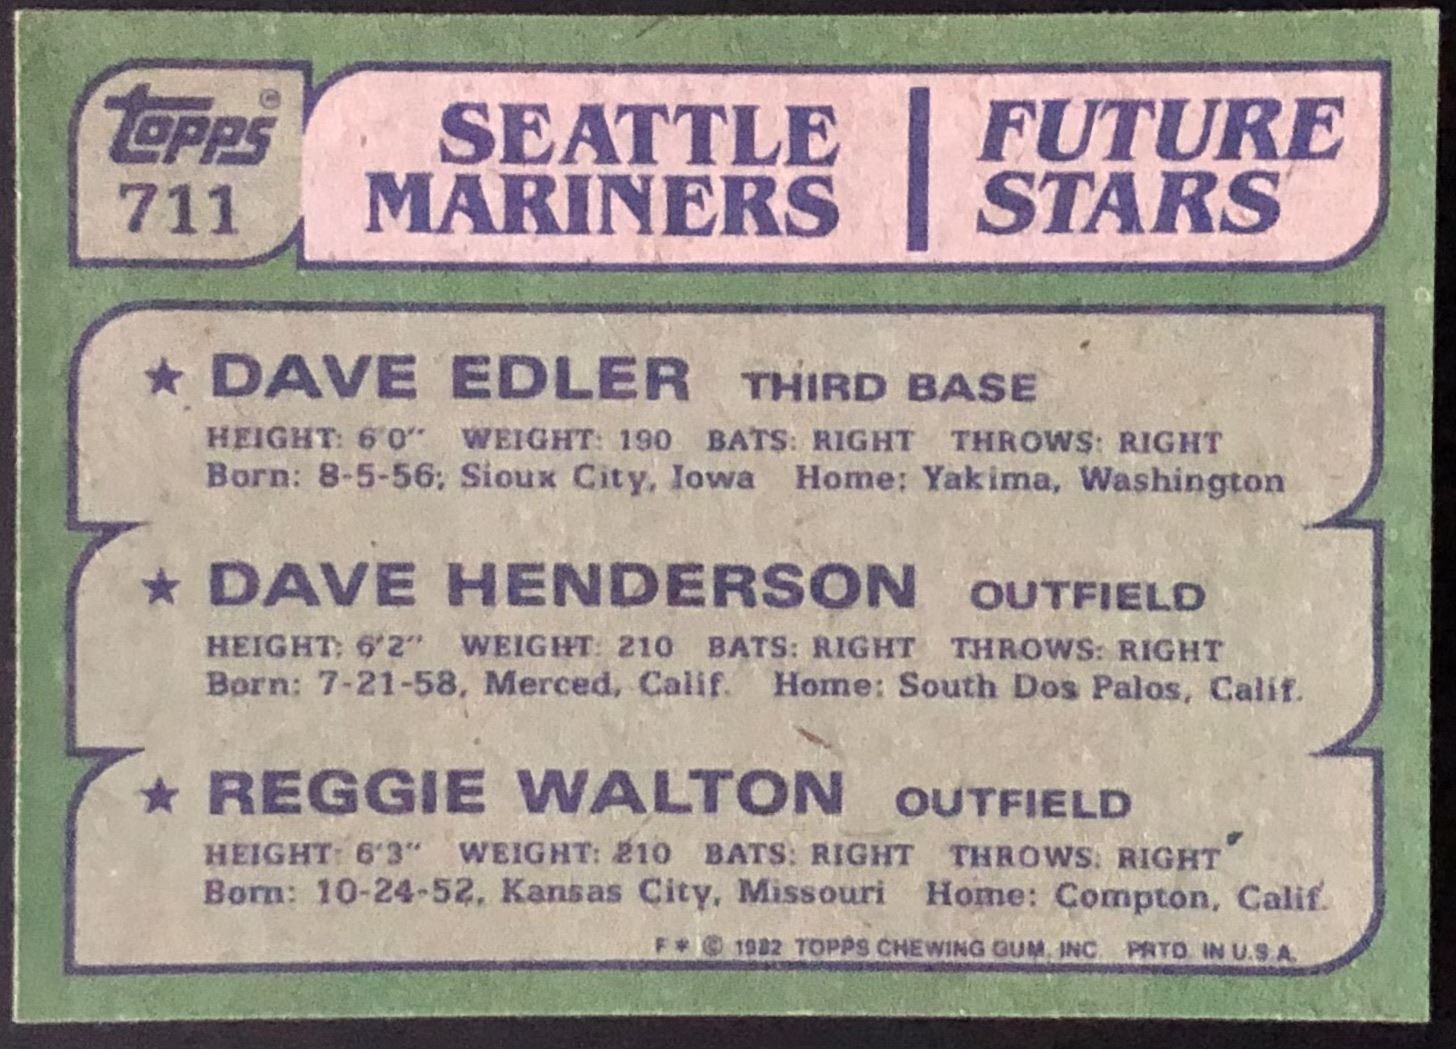 Topps®
711
SEATTLE
MARINERS
FUTURE
STARS
★ DAVE EDLER THIRD BASE
HEIGHT: 6'0" WEIGHT: 190 BATS: RIGHT THROWS: RIGHT
Born: 8-5-56; Sioux City, Iowa Home: Yakima, Washington
★ DAVE HENDERSON OUTFIELD
HEIGHT: 6'2" WEIGHT: 210 BATS: RIGHT THROWS: RIGHT
Born: 7-21-58, Merced, Calif. Home: South Dos Palos, Calif.
★ REGGIE WALTON OUTFIELD
HEIGHT: 6'3" WEIGHT: 210 BATS: RIGHT THROWS: RIGHT
Born: 10-24-52, Kansas City, Missouri Home: Compton, Calif.
F * © 1982 TOPPS CHEWING GUM, INC. PRTD. IN U.S.A.